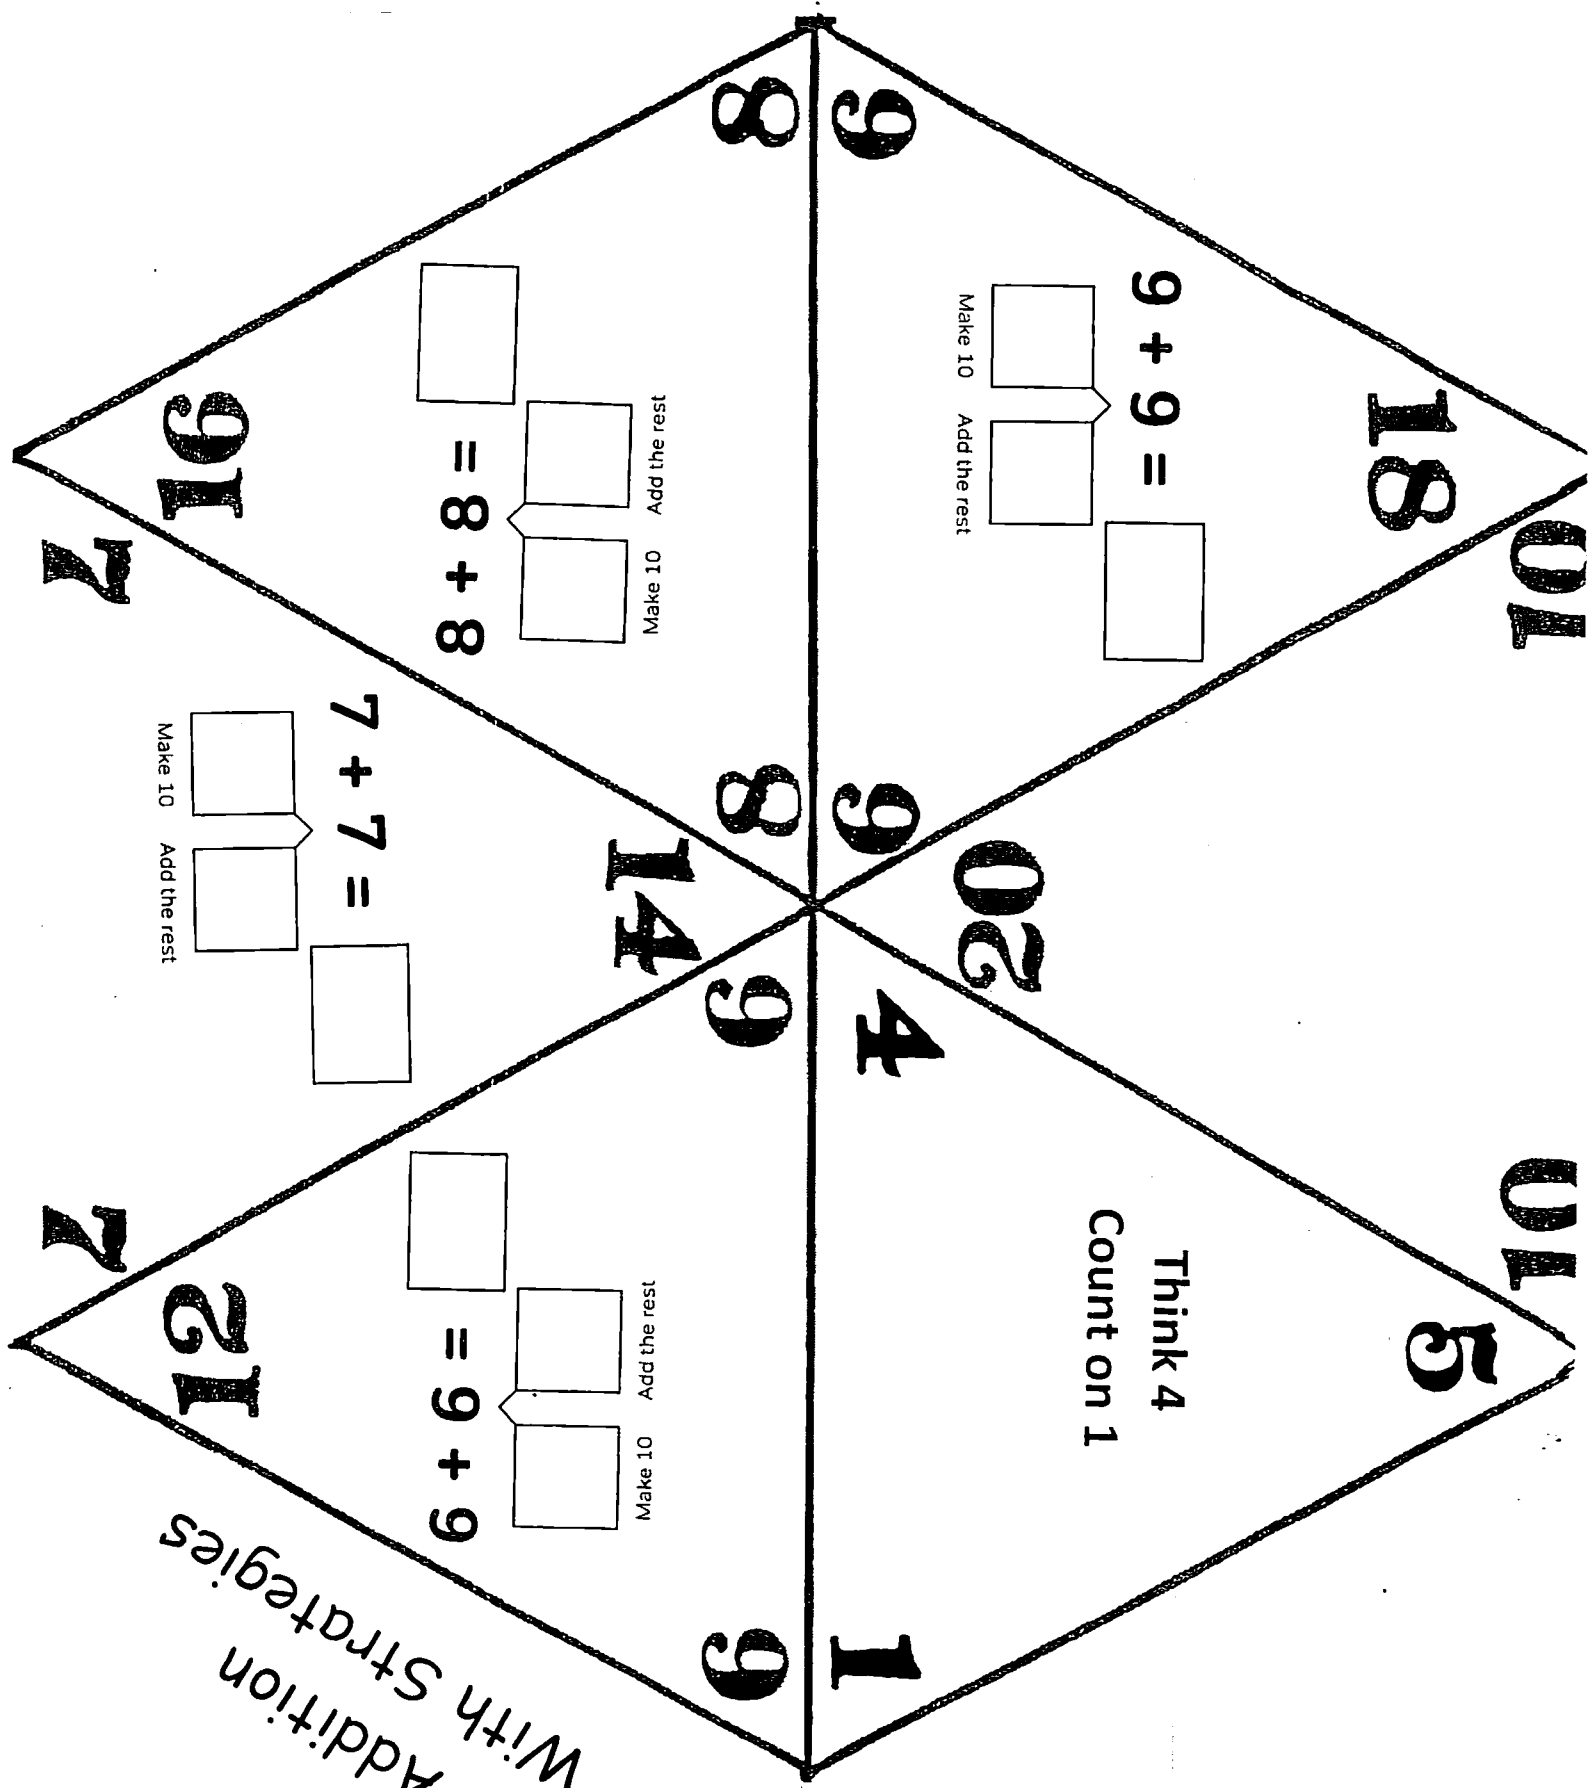 18
9 + 9 =
Make 10 Add the rest
9
9
10
10
20
5
Think 4
Count on 1
4
1
16
8 + 8 =
Make 10 Add the rest
8
8
14
7 + 7 =
Make 10 Add the rest
7
7
12
6 + 6 =
Make 10 Add the rest
6
6
Addition
With Strategies